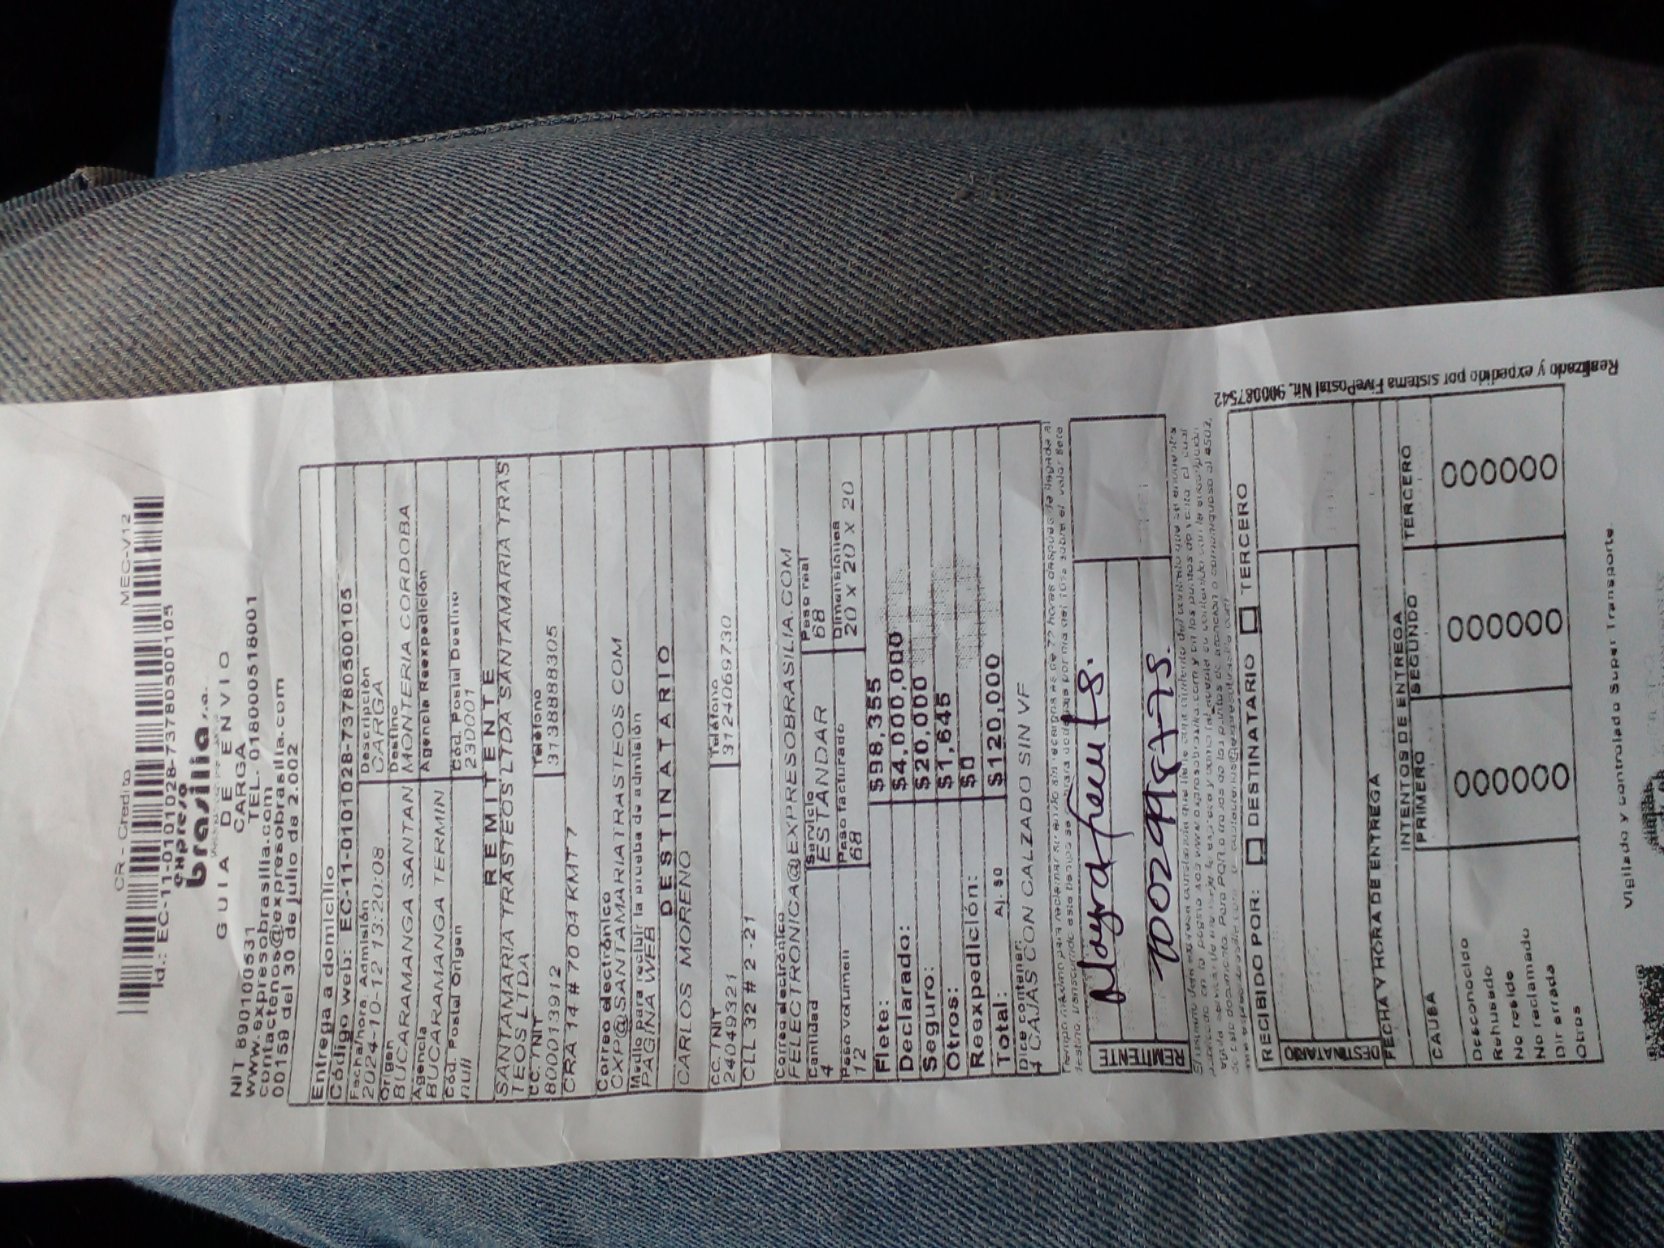 CR - Credito
MEC-V12
Id.: EC-11-0101028-7378050010​5
expreso
brasilia s.a.
GUIA DE ENVIO
CARGA
NIT 890100531 TEL. 0180000518001
www.expresobrasilia.com
contactenos@expresobrasilia.com
00159 del 30 de julio de 2.002
Entrega a domicilio
Código web: EC-11-0101028-73780500105
Fecha/hora Admisión Descripción
2024-10-12 13:20:08 CARGA
Origen Destino
BUCARAMANGA SANTAN MONTERIA CORDOBA
Agencia Agencia Reexpedición
BUCARAMANGA TERMIN
Cód. Postal Origen Cód. Postal Destino
null 230001
REMITENTE
SANTAMARIA TRASTEOS LTDA SANTAMARIA TRAS
TEOS LTDA
CC./NIT Teléfono
800013912 3138888305
CRA 14 # 70 04 KMT 7
Correo electrónico
EXP@SANTAMARIATRASTEOS.COM
Medio para recibir la prueba de admisión
PAGINA WEB
DESTINATARIO
CARLOS MORENO
CC./NIT Teléfono
24049321 3124069730
CLL 32 # 2 -21
Correo electrónico
FELECTRONICA@EXPRESOBRASILIA.COM
Cantidad Servicio Peso real
4 ESTANDAR 68
Peso volumen Peso facturado Dimensiones
12 68 20 x 20 x 20
Flete: $98,355
Declarado: $4,000,000
Seguro: $20,000
Otros: $1,645
Reexpedición: $0
Total: Aj. $0 $120,000
Dice contener:
4 CAJAS CON CALZADO SIN VF
REMITENTE
RECIBIDO POR: DESTINATARIO TERCERO
DESTINATARIO
FECHA Y HORA DE ENTREGA
INTENTOS DE ENTREGA
CAUSA PRIMERO SEGUNDO TERCERO
Desconocido
Rehusado
No reside
No reclamado
Dir errada
Otros
Realizado y expedido por sistema FivePostal Nit. 900087542
Vigilado y controlado Super Transporte